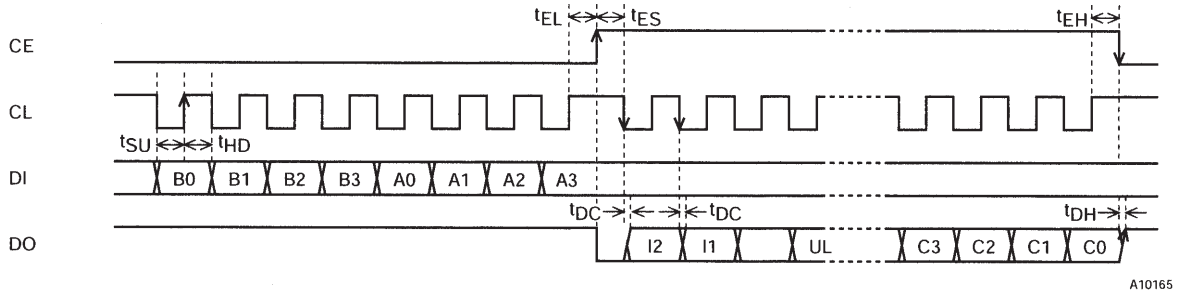 tEL tES tEH
CE
CL
tSU tHD
DI B0 B1 B2 B3 A0 A1 A2 A3
tDC tDC tDH
DO I2 I1 UL C3 C2 C1 C0
A10165